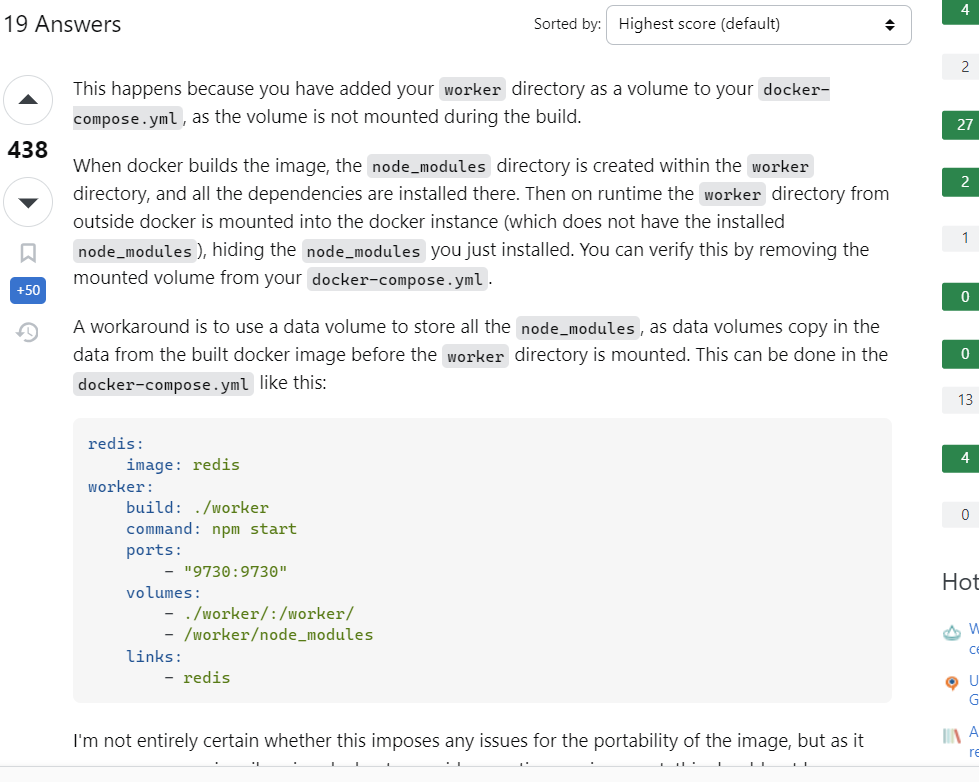 19 Answers
Sorted by: Highest score (default)
438
+50
This happens because you have added your worker directory as a volume to your docker-
compose.yml, as the volume is not mounted during the build.
When docker builds the image, the node_modules directory is created within the worker
directory, and all the dependencies are installed there. Then on runtime the worker directory from
outside docker is mounted into the docker instance (which does not have the installed
node_modules), hiding the node_modules you just installed. You can verify this by removing the
mounted volume from your docker-compose.yml.
A workaround is to use a data volume to store all the node_modules, as data volumes copy in the
data from the built docker image before the worker directory is mounted. This can be done in the
docker-compose.yml like this:
redis:
    image: redis
worker:
    build: ./worker
    command: npm start
    ports:
        - "9730:9730"
    volumes:
        - ./worker/:/worker/
        - /worker/node_modules
    links:
        - redis
I'm not entirely certain whether this imposes any issues for the portability of the image, but as it
4
2
27
2
1
0
0
13
4
0
Hot